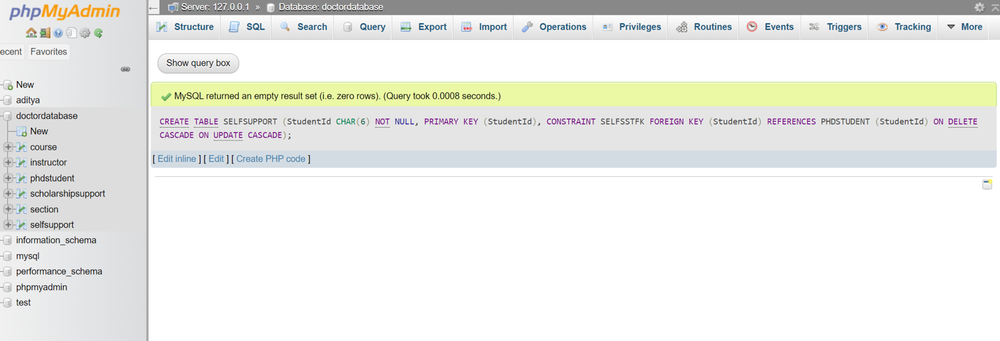 phpMyAdmin
ecent Favorites
New
aditya
doctordatabase
New
course
instructor
phdstudent
scholarshipsupport
section
selfsupport
information_schema
mysql
performance_schema
phpmyadmin
test
Server: 127.0.0.1 » Database: doctordatabase
Structure SQL Search Query Export Import Operations Privileges Routines Events Triggers Tracking More
Show query box
MySQL returned an empty result set (i.e. zero rows). (Query took 0.0008 seconds.)
CREATE TABLE SELFSUPPORT (StudentId CHAR(6) NOT NULL, PRIMARY KEY (StudentId), CONSTRAINT SELFSSTFK FOREIGN KEY (StudentId) REFERENCES PHDSTUDENT (StudentId) ON DELETE
CASCADE ON UPDATE CASCADE);
[ Edit inline ] [ Edit ] [ Create PHP code ]